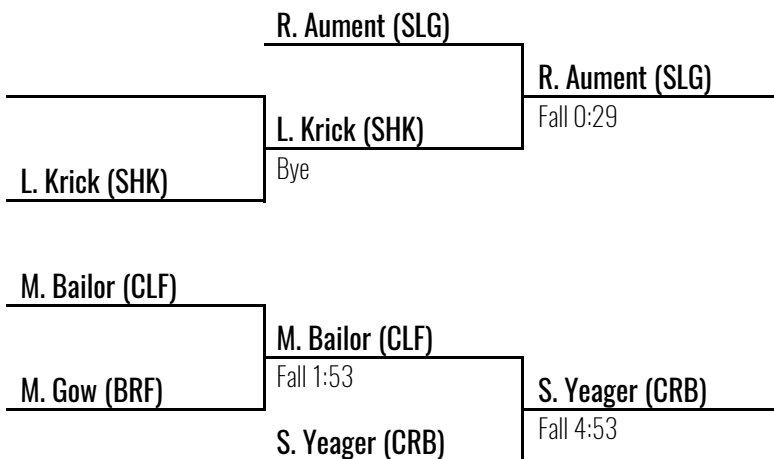 R. Aument (SLG)
R. Aument (SLG)
Fall 0:29
L. Krick (SHK)
Bye
L. Krick (SHK)
M. Bailor (CLF)
M. Bailor (CLF)
Fall 1:53
M. Gow (BRF)
S. Yeager (CRB)
Fall 4:53
S. Yeager (CRB)